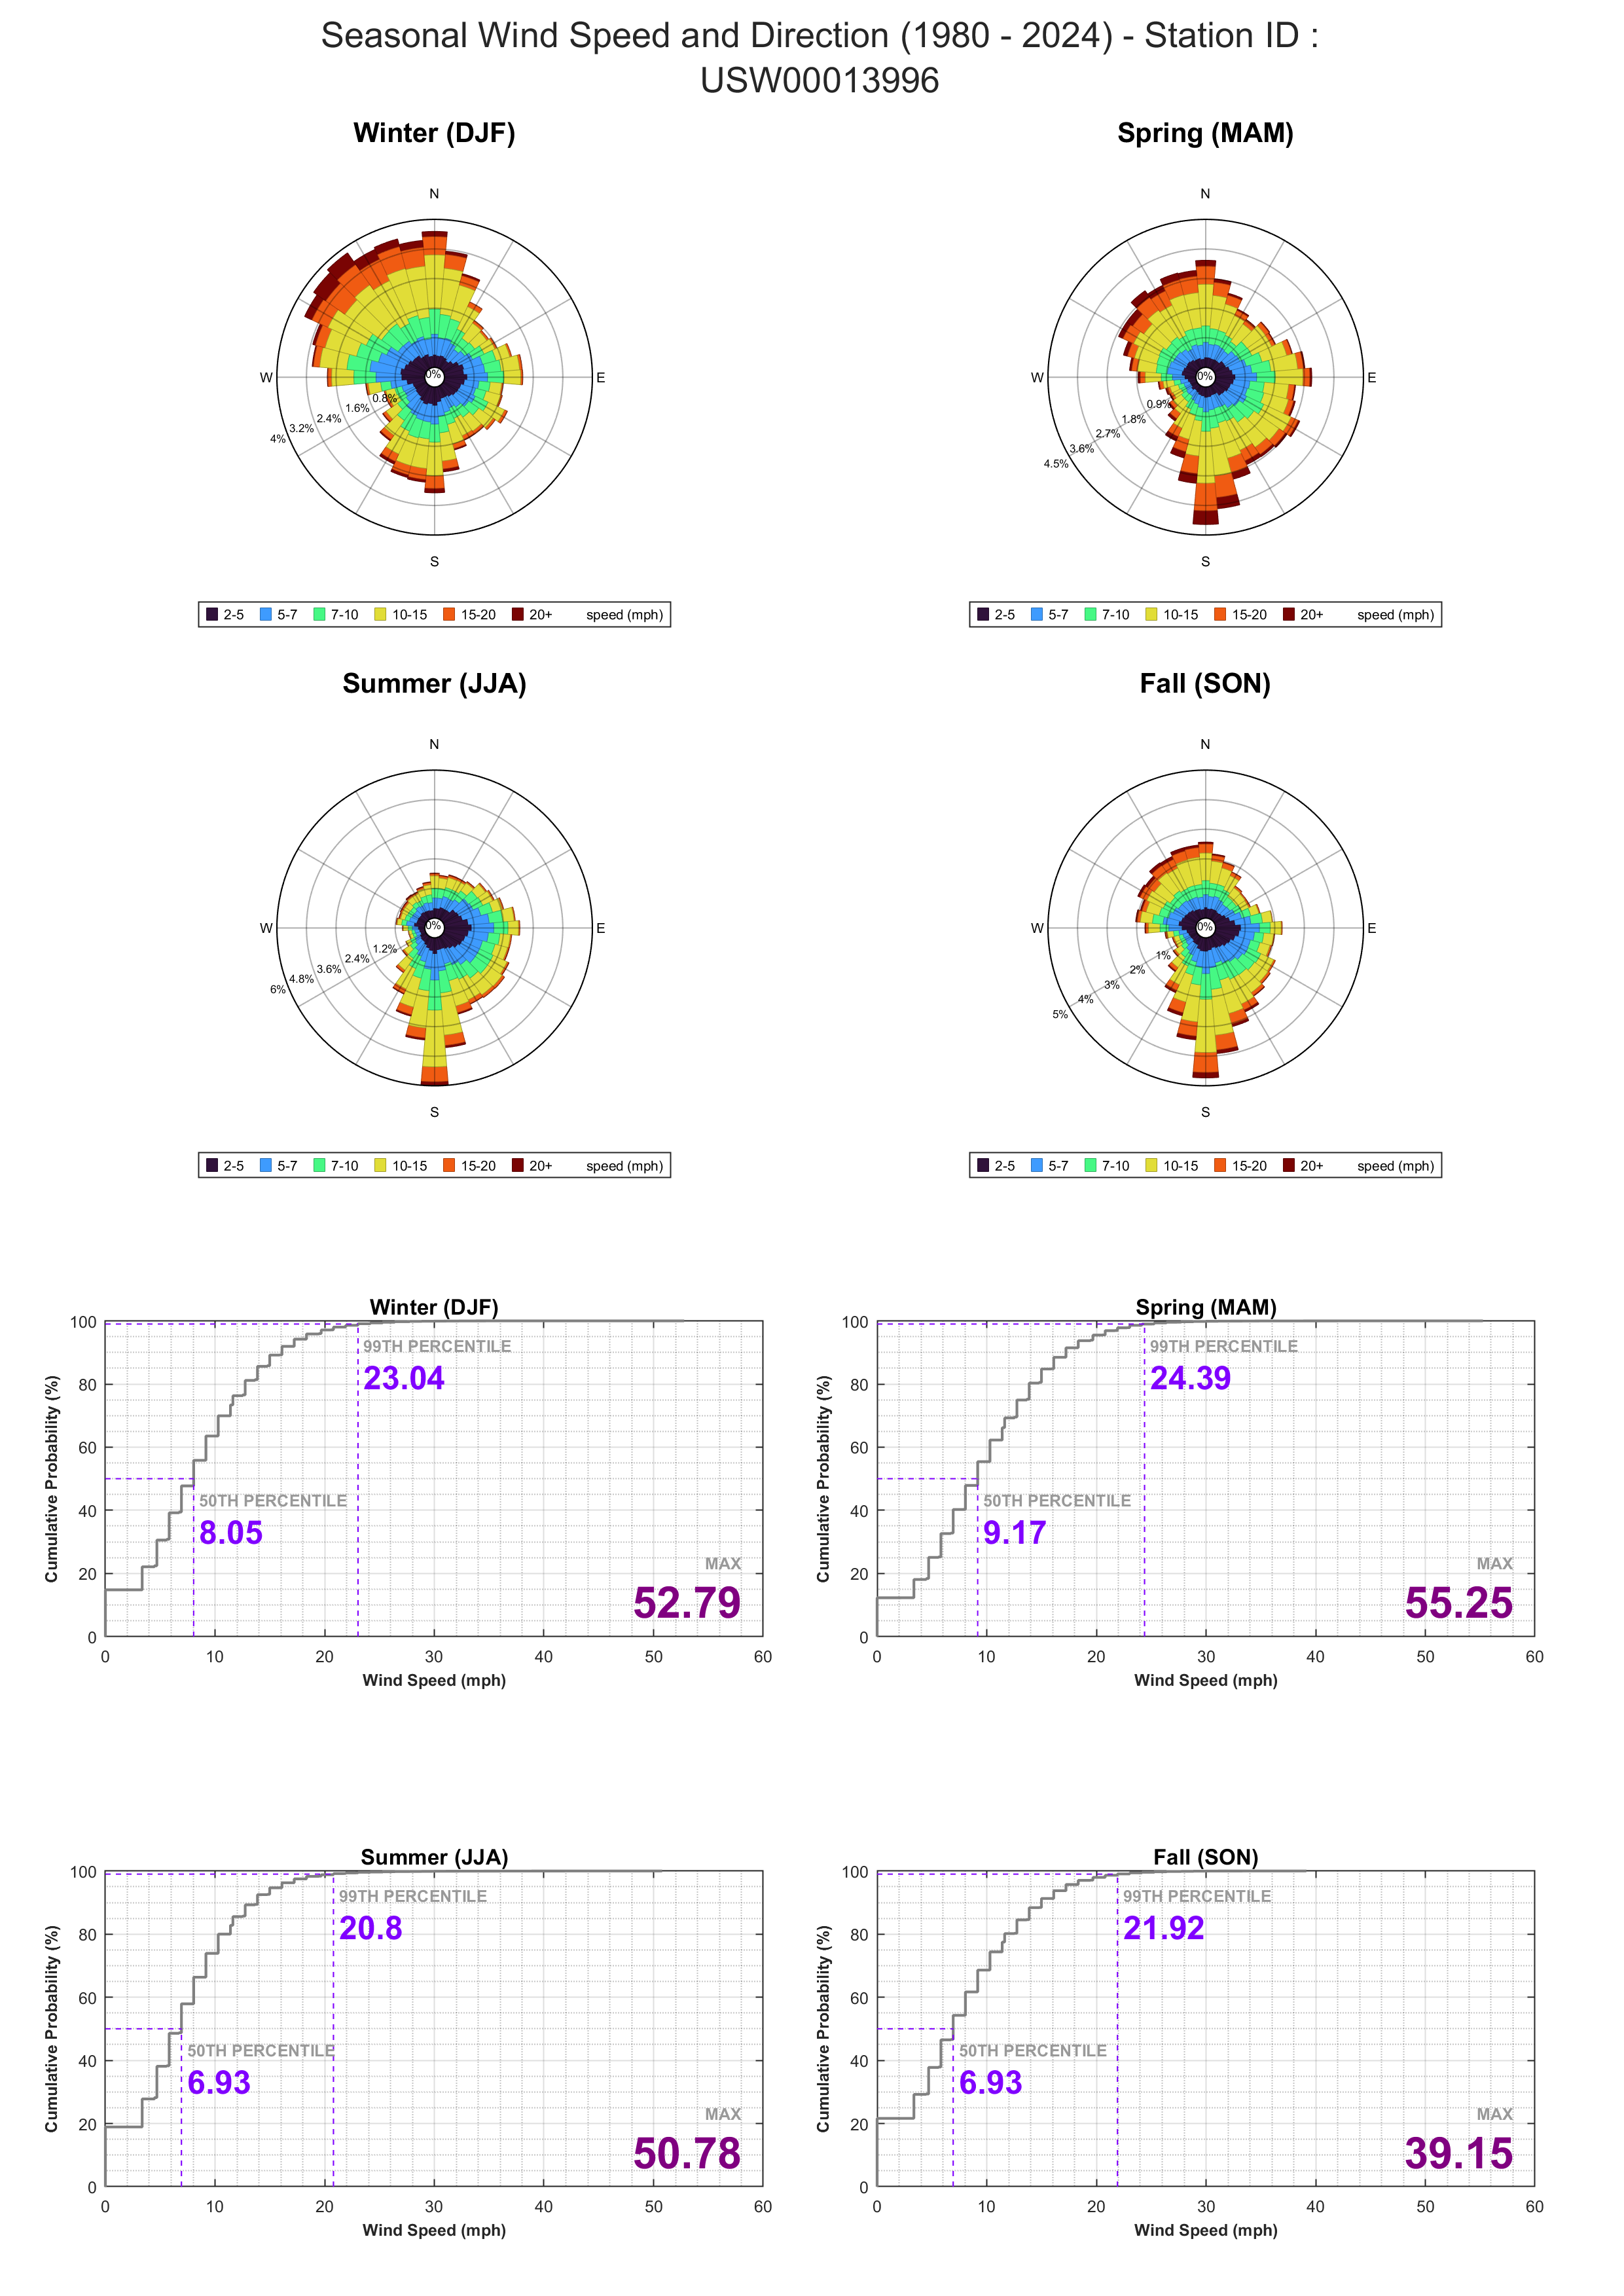 Seasonal Wind Speed and Direction (1980 - 2024) - Station ID :
USW00013996
Winter (DJF)
N
W
E
S
0%
0.8%
1.6%
2.4%
3.2%
4%
2-5 5-7 7-10 10-15 15-20 20+ speed (mph)
Spring (MAM)
N
W
E
S
0%
0.9%
1.8%
2.7%
3.6%
4.5%
2-5 5-7 7-10 10-15 15-20 20+ speed (mph)
Summer (JJA)
N
W
E
S
0%
1.2%
2.4%
3.6%
4.8%
6%
2-5 5-7 7-10 10-15 15-20 20+ speed (mph)
Fall (SON)
N
W
E
S
0%
1%
2%
3%
4%
5%
2-5 5-7 7-10 10-15 15-20 20+ speed (mph)
Winter (DJF)
Cumulative Probability (%)
100
80
60
40
20
0
99TH PERCENTILE
23.04
50TH PERCENTILE
8.05
MAX
52.79
0 10 20 30 40 50 60
Wind Speed (mph)
Spring (MAM)
Cumulative Probability (%)
100
80
60
40
20
0
99TH PERCENTILE
24.39
50TH PERCENTILE
9.17
MAX
55.25
0 10 20 30 40 50 60
Wind Speed (mph)
Summer (JJA)
Cumulative Probability (%)
100
80
60
40
20
0
99TH PERCENTILE
20.8
50TH PERCENTILE
6.93
MAX
50.78
0 10 20 30 40 50 60
Wind Speed (mph)
Fall (SON)
Cumulative Probability (%)
100
80
60
40
20
0
99TH PERCENTILE
21.92
50TH PERCENTILE
6.93
MAX
39.15
0 10 20 30 40 50 60
Wind Speed (mph)